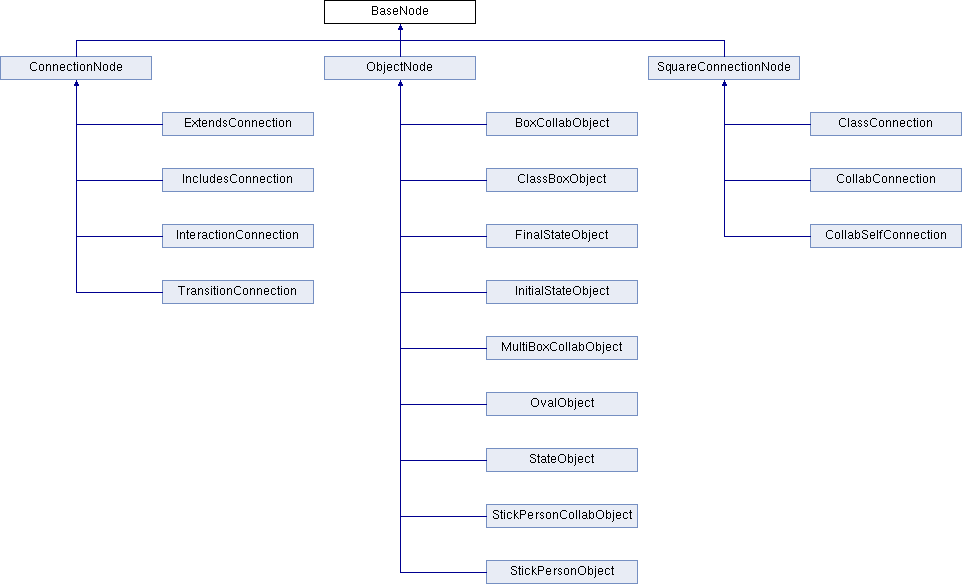 BaseNode
ConnectionNode
ObjectNode
SquareConnectionNode
ExtendsConnection
BoxCollabObject
ClassConnection
IncludesConnection
ClassBoxObject
CollabConnection
InteractionConnection
FinalStateObject
CollabSelfConnection
TransitionConnection
InitialStateObject
MultiBoxCollabObject
OvalObject
StateObject
StickPersonCollabObject
StickPersonObject